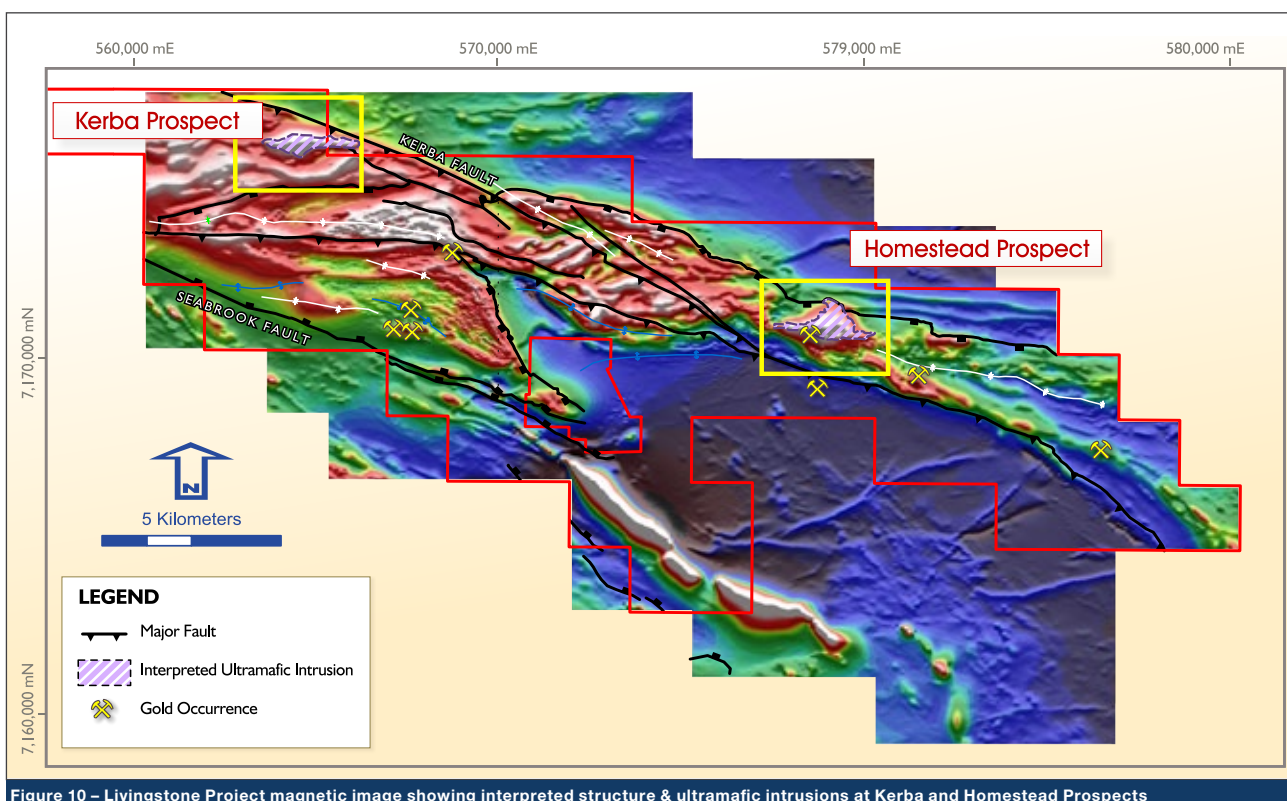 560,000 mE
570,000 mE
579,000 mE
580,000 mE
Kerba Prospect
KERBA FAULT
Homestead Prospect
SEABROOK FAULT
7,170,000 mN
N
5 Kilometers
LEGEND
Major Fault
Interpreted Ultramafic Intrusion
Gold Occurrence
7,160,000 mN
Figure 10 – Livingstone Project magnetic image showing interpreted structure & ultramafic intrusions at Kerba and Homestead Prospects